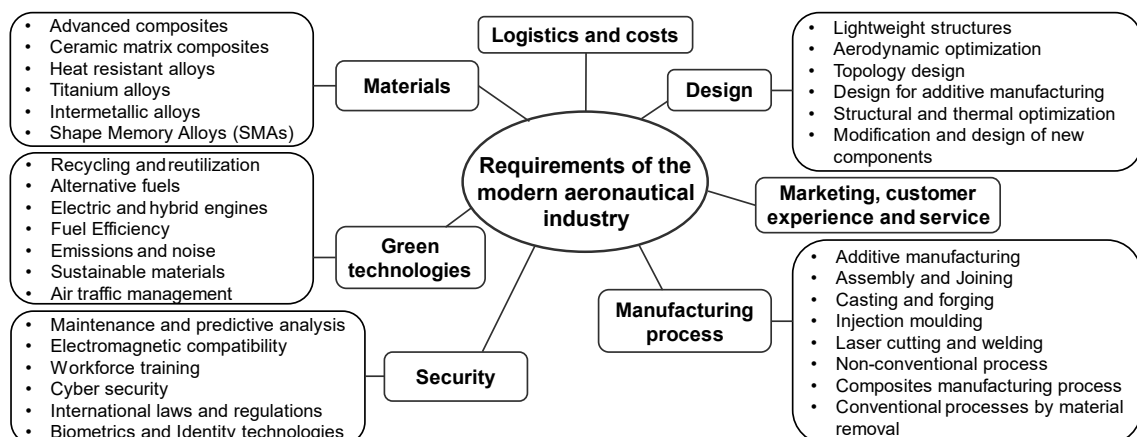 • Advanced composites
• Ceramic matrix composites
• Heat resistant alloys
• Titanium alloys
• Intermetallic alloys
• Shape Memory Alloys (SMAs)
Materials
Logistics and costs
Design
• Lightweight structures
• Aerodynamic optimization
• Topology design
• Design for additive manufacturing
• Structural and thermal optimization
• Modification and design of new
components
Requirements of the
modern aeronautical
industry
• Recycling and reutilization
• Alternative fuels
• Electric and hybrid engines
• Fuel Efficiency
• Emissions and noise
• Sustainable materials
• Air traffic management
Green
technologies
Marketing, customer
experience and service
• Maintenance and predictive analysis
• Electromagnetic compatibility
• Workforce training
• Cyber security
• International laws and regulations
• Biometrics and Identity technologies
Security
Manufacturing
process
• Additive manufacturing
• Assembly and Joining
• Casting and forging
• Injection moulding
• Laser cutting and welding
• Non-conventional process
• Composites manufacturing process
• Conventional processes by material
removal